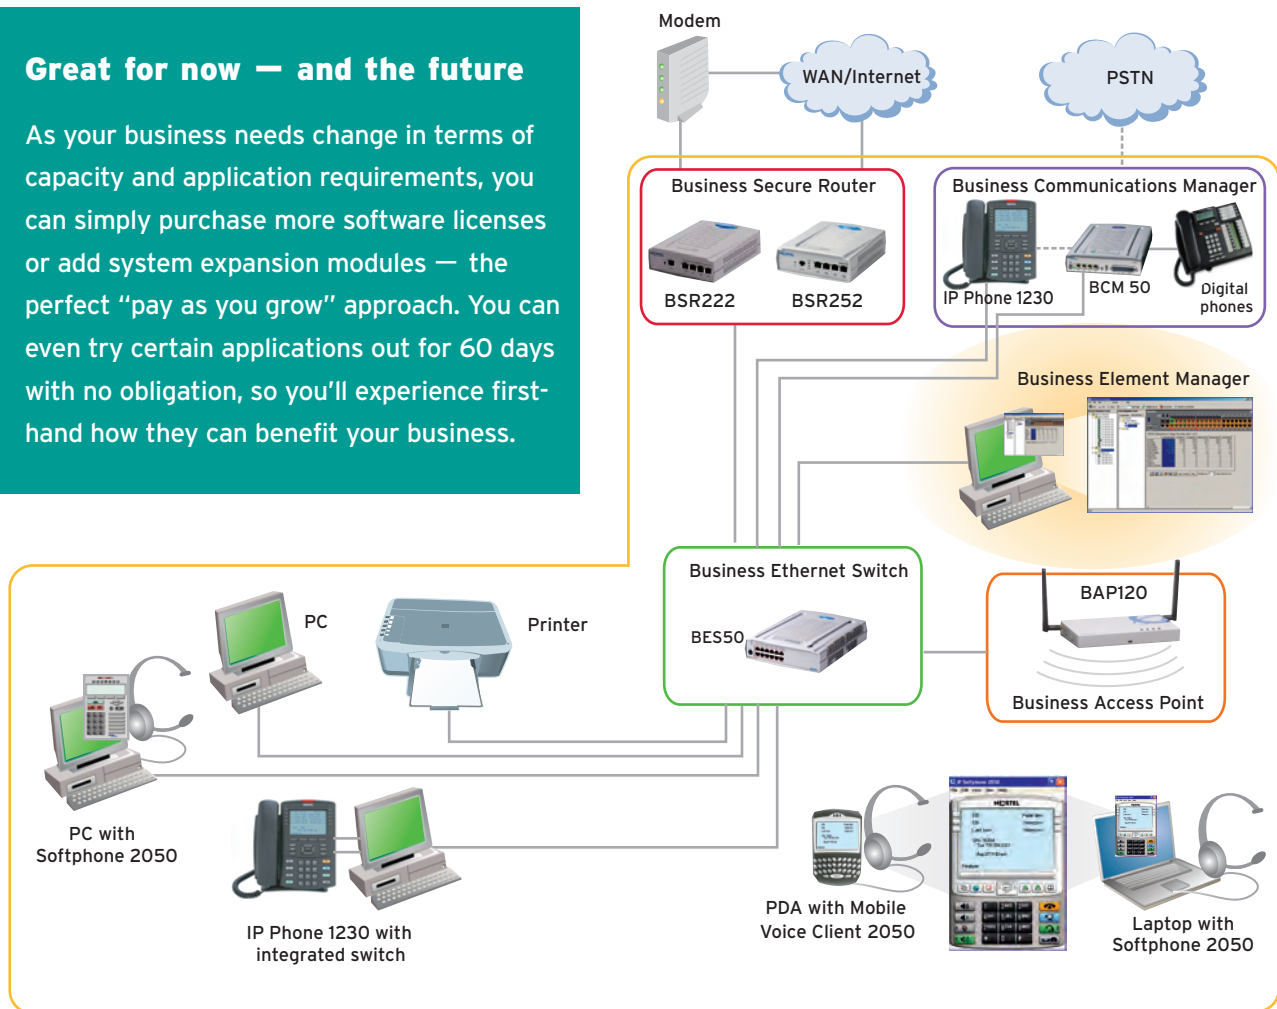 Great for now — and the future
As your business needs change in terms of
capacity and application requirements, you
can simply purchase more software licenses
or add system expansion modules — the
perfect “pay as you grow” approach. You can
even try certain applications out for 60 days
with no obligation, so you’ll experience first-
hand how they can benefit your business.
Modem
WAN/Internet
PSTN
Business Secure Router
BSR222
BSR252
Business Communications Manager
IP Phone 1230
BCM 50
Digital
phones
Business Element Manager
Business Ethernet Switch
BES50
BAP120
Business Access Point
PC
Printer
PC with
Softphone 2050
IP Phone 1230 with
integrated switch
IP Softphone 2050
NORTEL
PDA with Mobile
Voice Client 2050
Laptop with
Softphone 2050